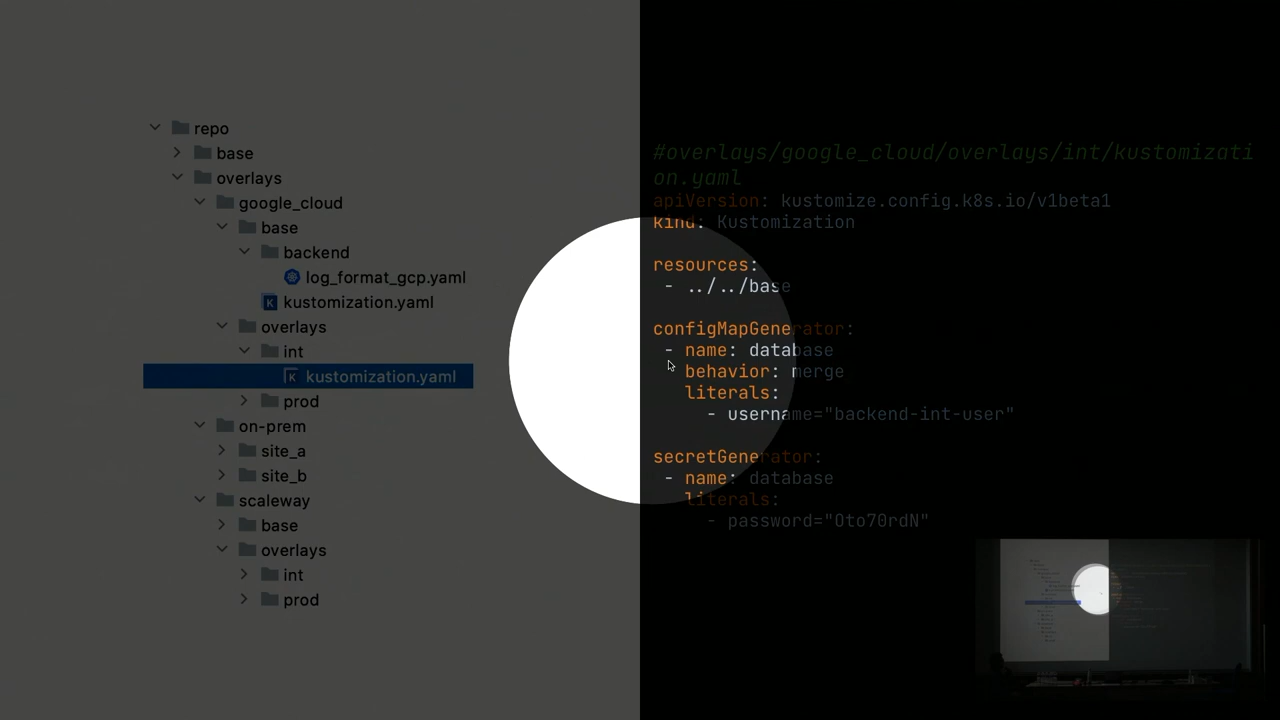 repo
base
overlays
google_cloud
base
backend
log_format_gcp.yaml
kustomization.yaml
overlays
int
kustomization.yaml
prod
on-prem
site_a
site_b
scaleway
base
overlays
int
prod
#overlays/google_cloud/overlays/int/kustomizati
on.yaml
apiVersion: kustomize.config.k8s.io/v1beta1
kind: Kustomization
resources:
- ../../base
configMapGenerator:
- name: database
behavior: merge
literals:
- username="backend-int-user"
secretGenerator:
- name: database
literals:
- password="Oto70rdN"